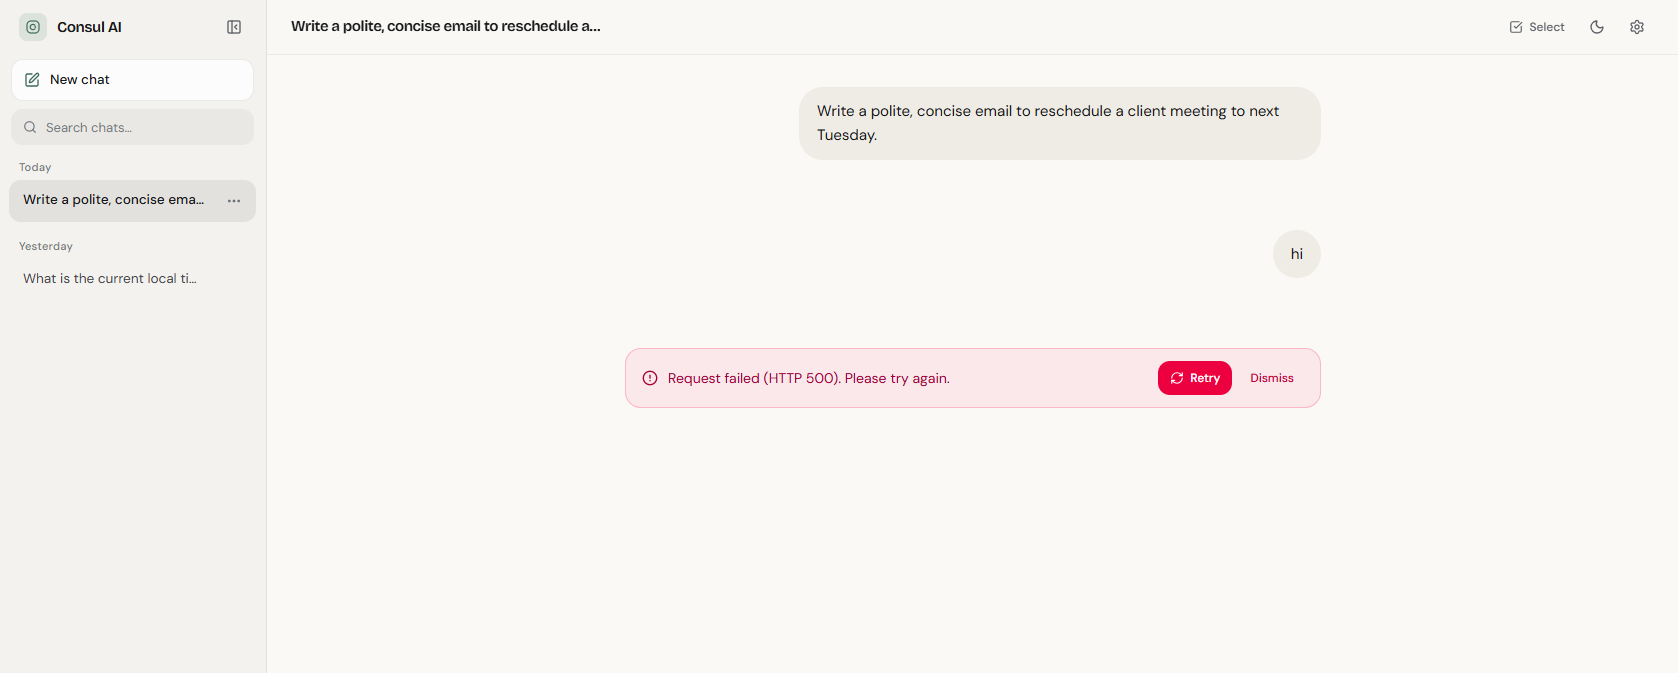 Consul AI
New chat
Search chats...
Today
Write a polite, concise ema...
Yesterday
What is the current local ti...
Write a polite, concise email to reschedule a...
Select
Write a polite, concise email to reschedule a client meeting to next
Tuesday.
hi
Request failed (HTTP 500). Please try again.
Retry
Dismiss